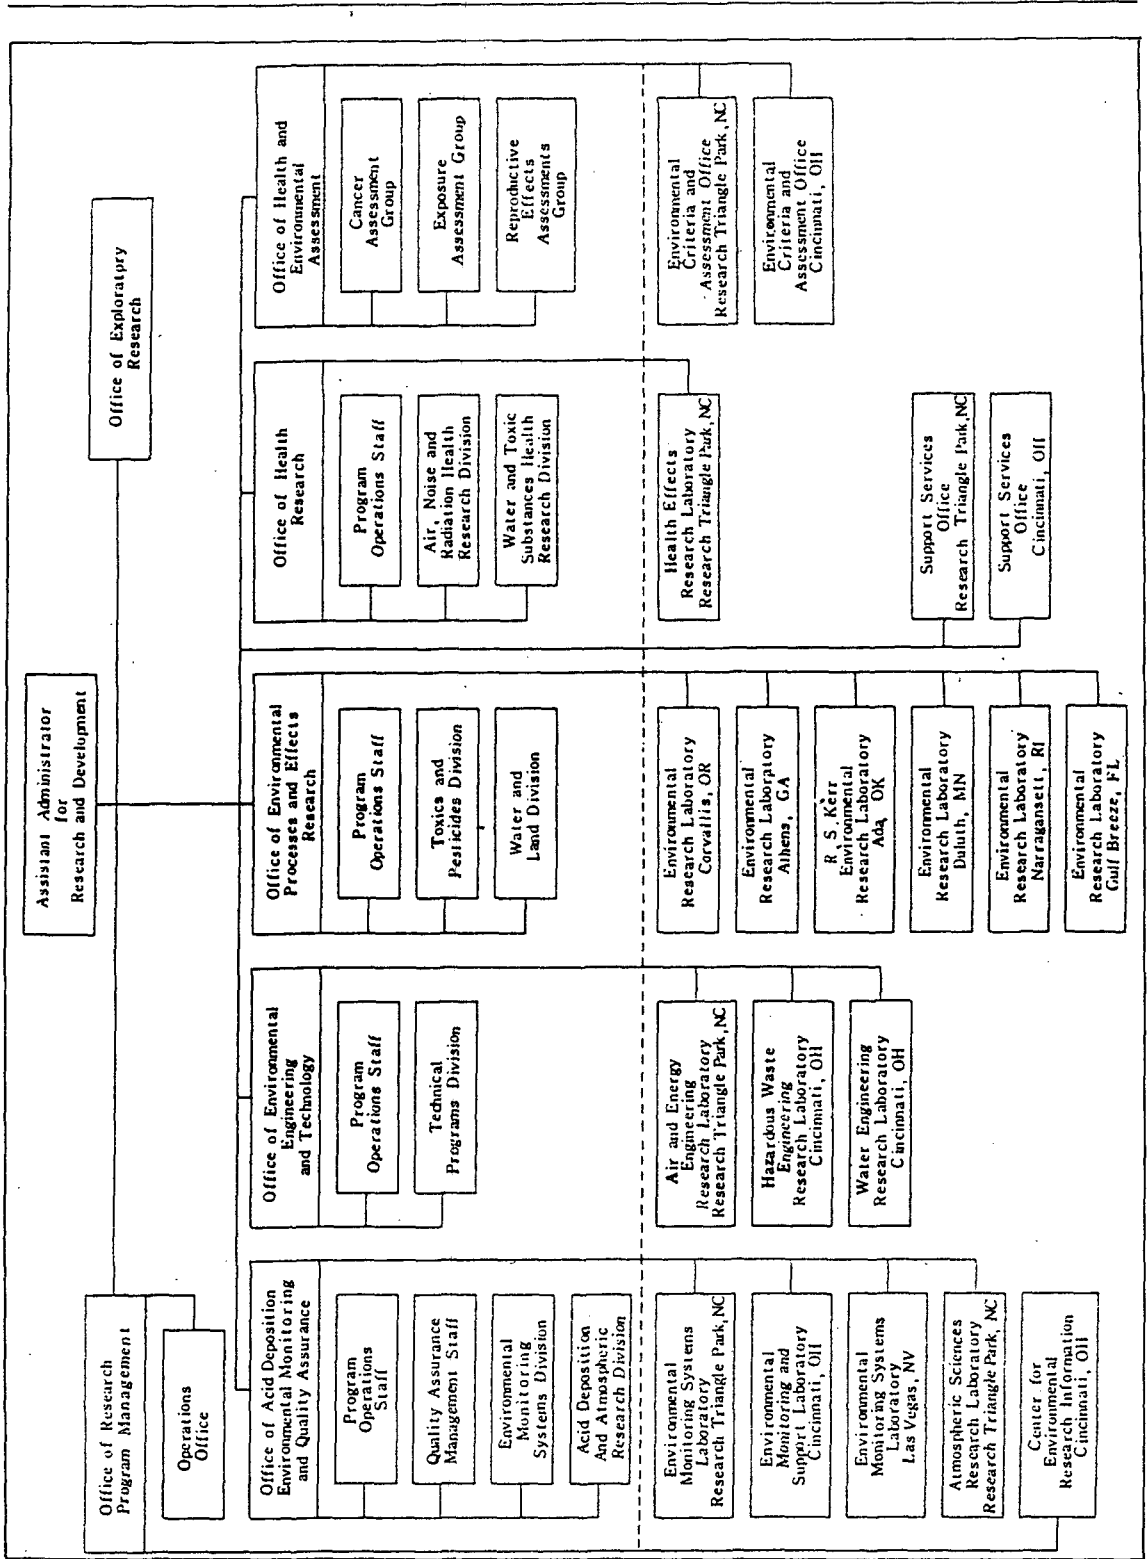 Assistant Administrator
for
Research and Development
Office of Research
Program Management
Operations
Office
Office of Exploratpry
Research
Office of Acid Deposition
Environmental Monitoring
and Quality Assurance
Program
Operations
Staff
Quality Assurance
Management Staff
Environmental
Monitoring
Systems Division
Acid Deposition
And Atmospheric
Research Division
Environmental
Monitoring Systems
Laboratory
Research Triangle Park, NC
Environmental
Monitoring and
Support Laboratory
Cincinnati, OH
Environmental
Monitoring Systems
Laboratory
Las Vegas, NV
Atmospheric Sciences
Research Laboratory
Research Triangle Park, NC
Center for
Environmental
Research Information
Cincinnati, OH
Office of Environmental
Engineering
and Technology
Program
Operations Staff
Technical
Programs Division
Air and Energy
Engineering
Research Laboratory
Research Triangle Park, NC
Hazardous Waste
Engineering
Research Laboratory
Cincinnati, OH
Water Engineering
Research Laboratory
Cincinnati, OH
Office of Environmental
Processes and Effects
Research
Program
Operations Staff
Toxics and
Pesticides Division
Water and
Land Division
Environmental
Research Laboratory
Corvallis, OR
Environmental
Research Laboratory
Athens, GA
R. S. Kerr
Environmental
Research Laboratory
Ada, OK
Environmental
Research Laboratory
Duluth, MN
Environmental
Research Laboratory
Narragansett, RI
Environmental
Research Laboratory
Gulf Breeze, FL
Office of Health
Research
Program
Operations Staff
Air, Noise and
Radiation Health
Research Division
Water and Toxic
Substances Health
Research Division
Health Effects
Research Laboratory
Research Triangle Park, NC
Support Services
Office
Research Triangle Park, NC
Support Services
Office
Cincinnati, OH
Office of Health and
Environmental
Assessment
Cancer
Assessment
Group
Exposure
Assessment Group
Reproductive
Effects
Assessments
Group
Environmental
Criteria and
Assessment Office
Research Triangle Park, NC
Environmental
Criteria and
Assessment Office
Cincinnati, OH